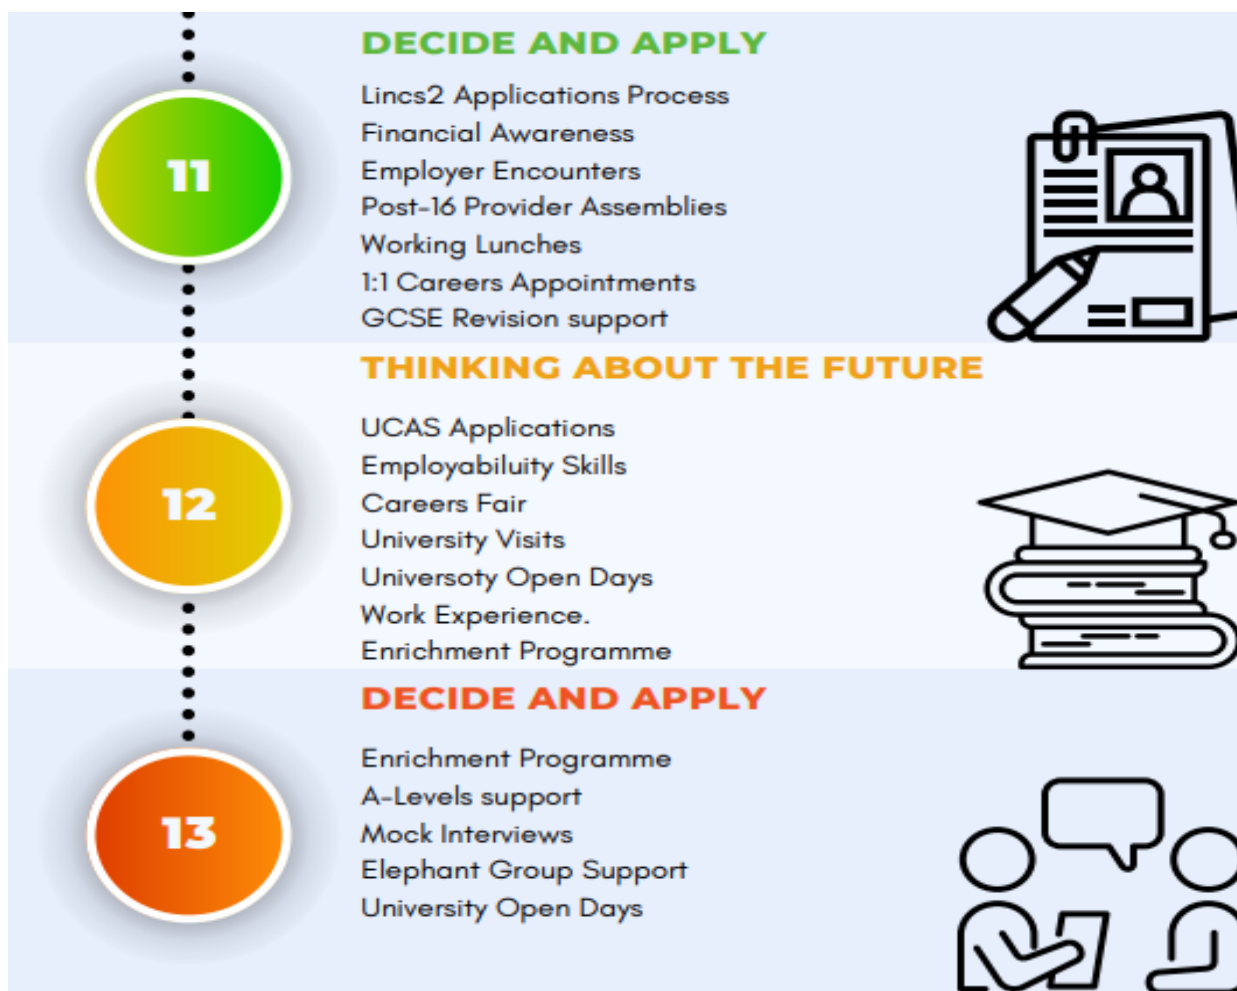 DECIDE AND APPLY
Lincs2 Applications Process
Financial Awareness
Employer Encounters
Post-16 Provider Assemblies
Working Lunches
1:1 Careers Appointments
GCSE Revision support
11
THINKING ABOUT THE FUTURE
UCAS Applications
Employabiluity Skills
Careers Fair
University Visits
Universoty Open Days
Work Experience.
Enrichment Programme
12
DECIDE AND APPLY
Enrichment Programme
A-Levels support
Mock Interviews
Elephant Group Support
University Open Days
13